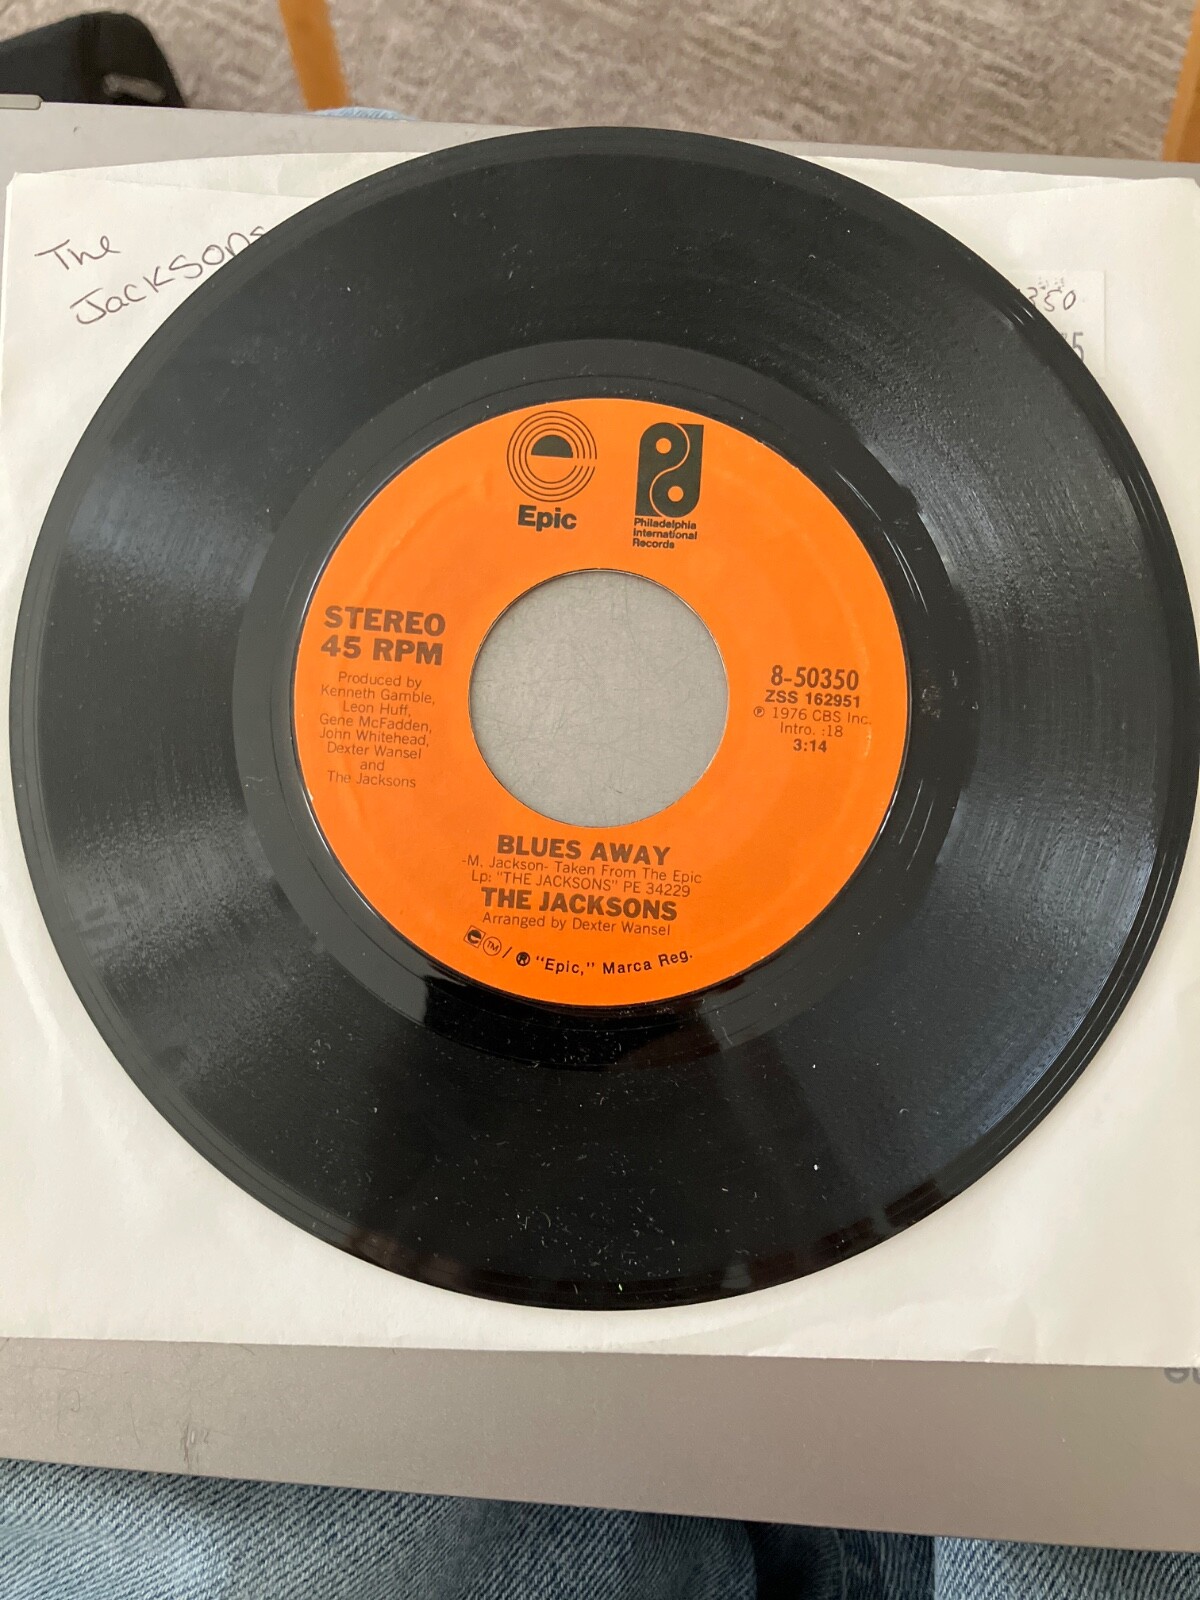 The
Jacksons
350
Epic
Philadelphia
International
Records
STEREO
45 RPM
Produced by
Kenneth Gamble,
Leon Huff,
Gene McFadden,
John Whitehead,
Dexter Wansel
and
The Jacksons
8-50350
ZSS 162951
℗ 1976 CBS Inc.
Intro. :18
3:14
BLUES AWAY
-M. Jackson- Taken From The Epic
Lp: "THE JACKSONS" PE 34229
THE JACKSONS
Arranged by Dexter Wansel
TM / ® "Epic," Marca Reg.